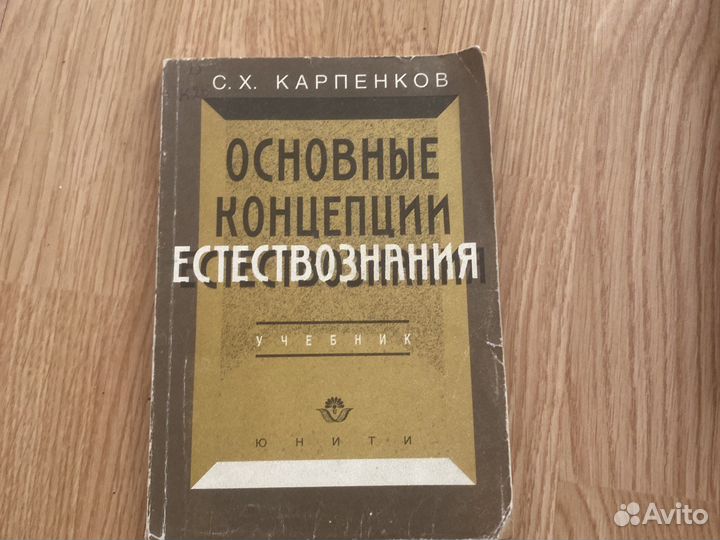 С. Х. КАРПЕНКОВ
ОСНОВНЫЕ
КОНЦЕПЦИИ
ЕСТЕСТВОЗНАНИЯ
УЧЕБНИК
ЮНИТИ
Avito